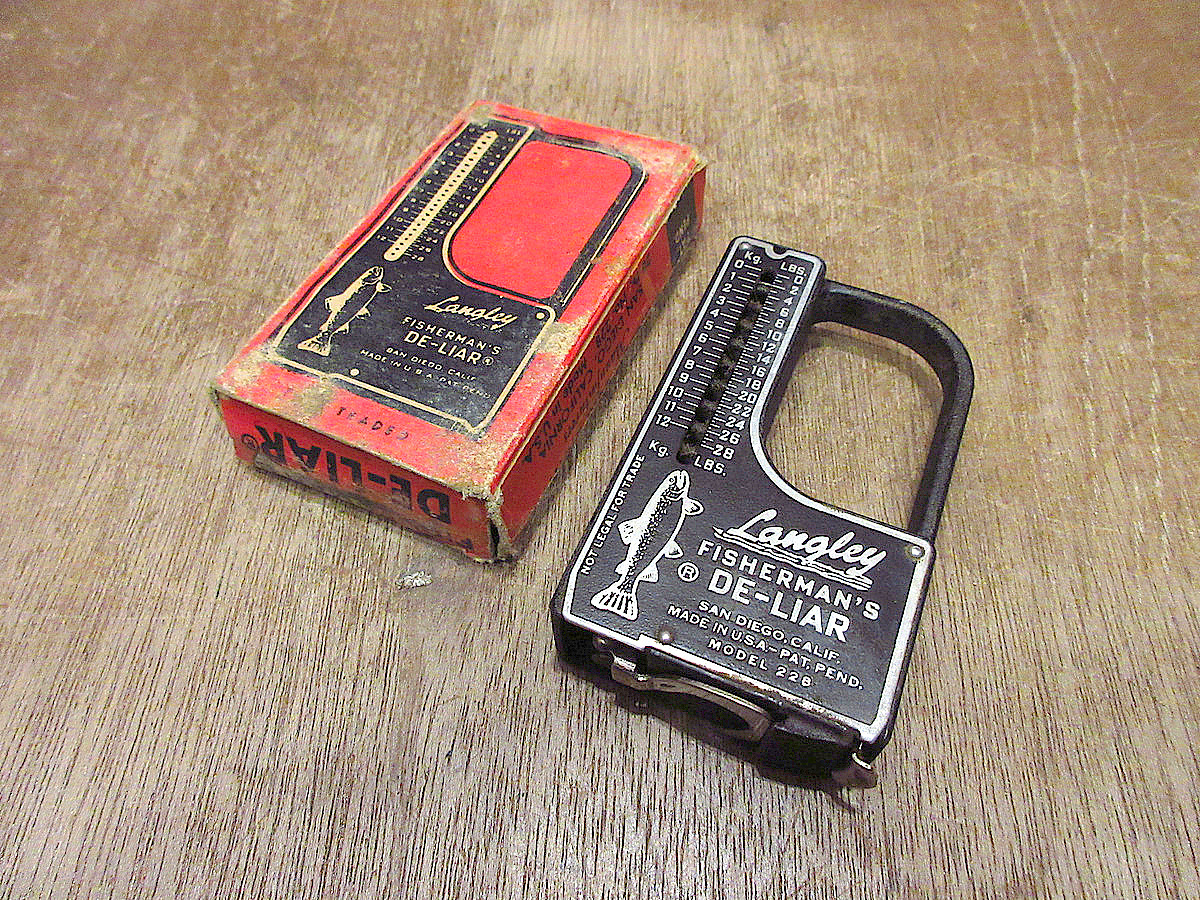 Langley
FISHERMAN'S
DE-LIAR®
SAN DIEGO, CALIF.
MADE IN U.S.A.-PAT. PEND.
DE-LIAR®
Kg. LBS.
0 0
1 2
2 4
3 6
4 8
5 10
6 12
7 14
8 16
9 18
10 20
11 22
12 24
26
28
Kg. LBS.
NOT LEGAL FOR TRADE
Langley
FISHERMAN'S
® DE-LIAR
SAN DIEGO, CALIF.
MADE IN U.S.A.-PAT. PEND.
MODEL 228